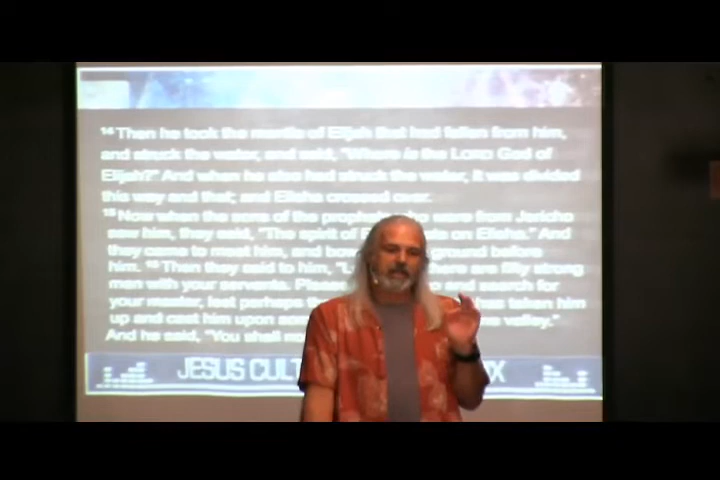 14 Then he took the mantle of Elijah that had fallen from him,
and struck the water, and said, "Where is the LORD God of
Elijah?" And when he also had struck the water, it was divided
this way and that; and Elisha crossed over.
15 Now when the sons of the prophets who were from Jericho
saw him, they said, "The spirit of on Elisha." And
they came to meet him, and ground before
him. 16 Then they said to him, there are fifty strong
men with your servants. and search for
your master, lest perhaps has taken him
up and cast him upon valley."
And he said, "You shall
JESUS CULT X